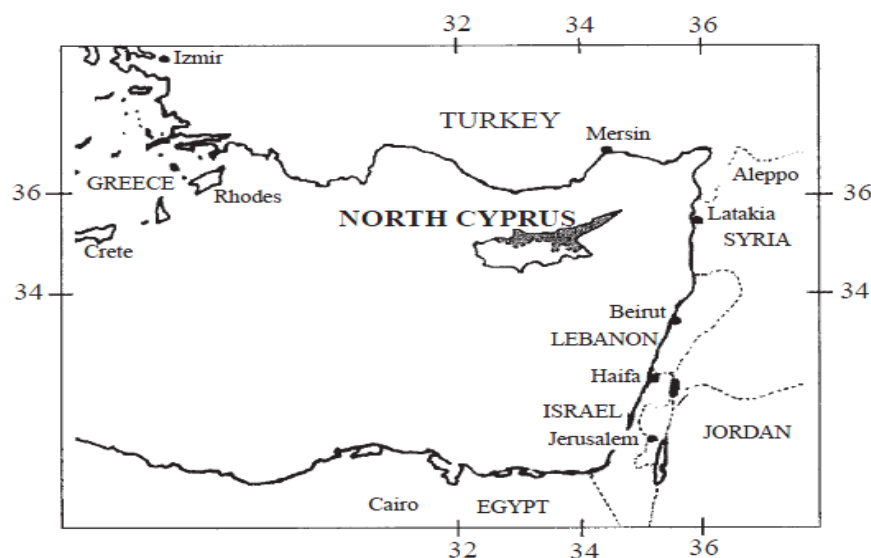 32
34
36
Izmir
TURKEY
Mersin
Aleppo
36
GREECE
Rhodes
36
NORTH CYPRUS
Latakia
SYRIA
Crete
34
34
Beirut
LEBANON
Haifa
ISRAEL
JORDAN
Jerusalem
Cairo
EGYPT
32
34
36